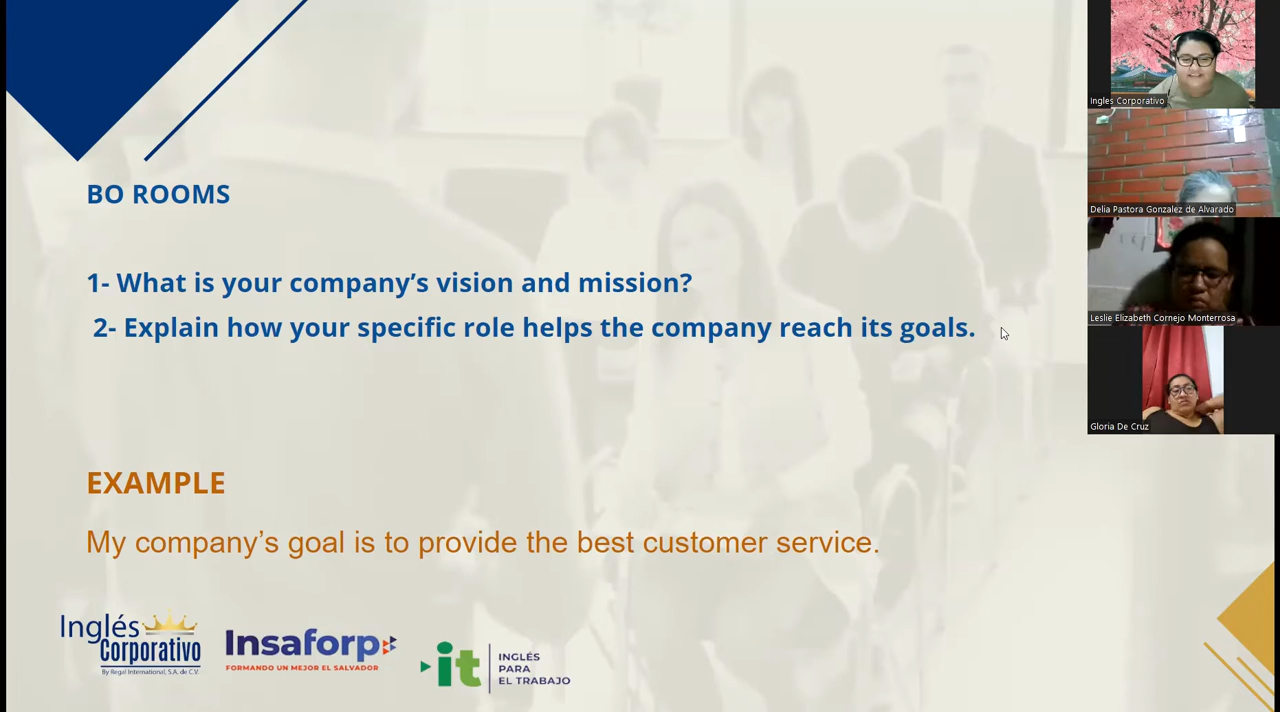 BO ROOMS
1- What is your company’s vision and mission?
2- Explain how your specific role helps the company reach its goals.
EXAMPLE
My company’s goal is to provide the best customer service.
Inglés
Corporativo
By Regal International, S.A. de C.V.
Insaforp
FORMANDO UN MEJOR EL SALVADOR
it
INGLÉS
PARA
EL TRABAJO
Ingles Corporativo
Delia Pastora Gonzalez de Alvarado
Leslie Elizabeth Cornejo Monterrosa
Gloria De Cruz